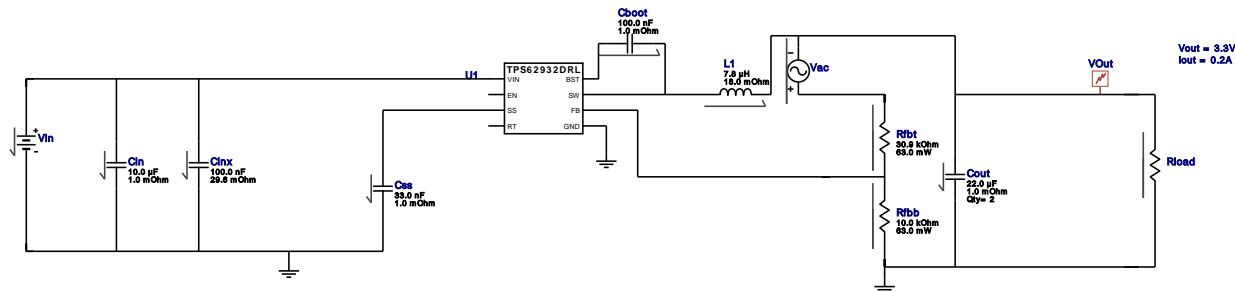 Cboot
100.0 nF
1.0 mOhm
Vout = 3.3V
Iout = 0.2A
U1
TPS62932DRL
VIN
BST
EN
SW
SS
FB
RT
GND
L1
7.8 µH
18.0 mOhm
Vac
VOut
Vin
Cin
10.0 µF
1.0 mOhm
Cinx
100.0 nF
29.8 mOhm
Css
33.0 nF
1.0 mOhm
Rfbt
30.9 kOhm
63.0 mW
Rfbb
10.0 kOhm
63.0 mW
Cout
22.0 µF
1.0 mOhm
Qty= 2
Rload